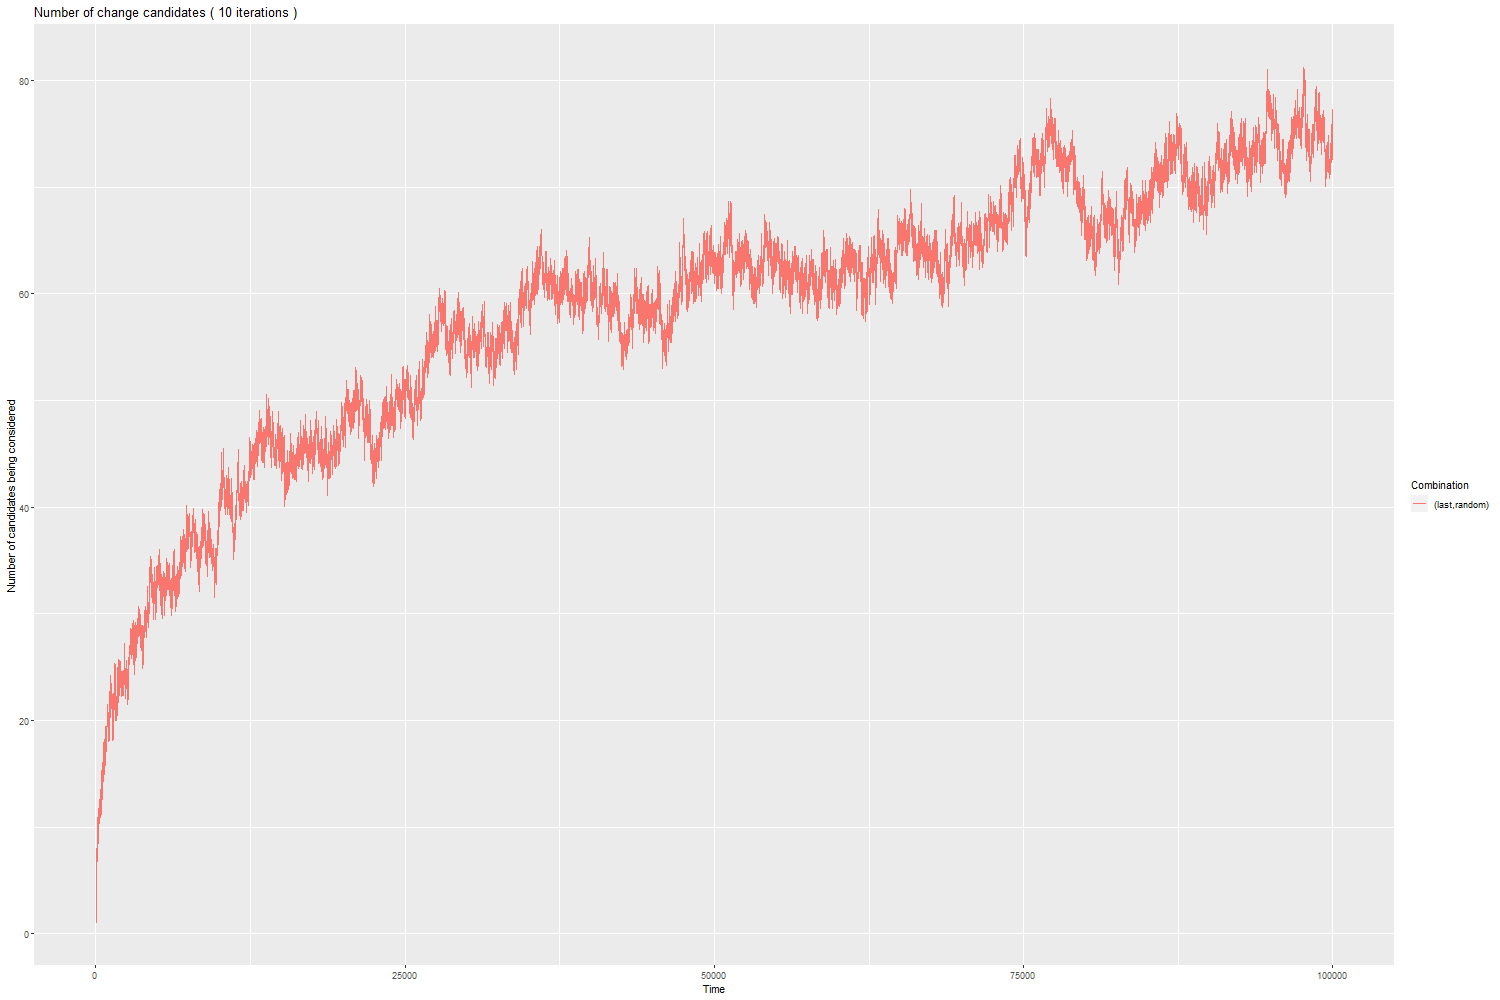 Number of change candidates ( 10 iterations )
80
60
40
20
0
Number of candidates being considered
0 25000 50000 75000 100000
Time
Combination
(last,random)